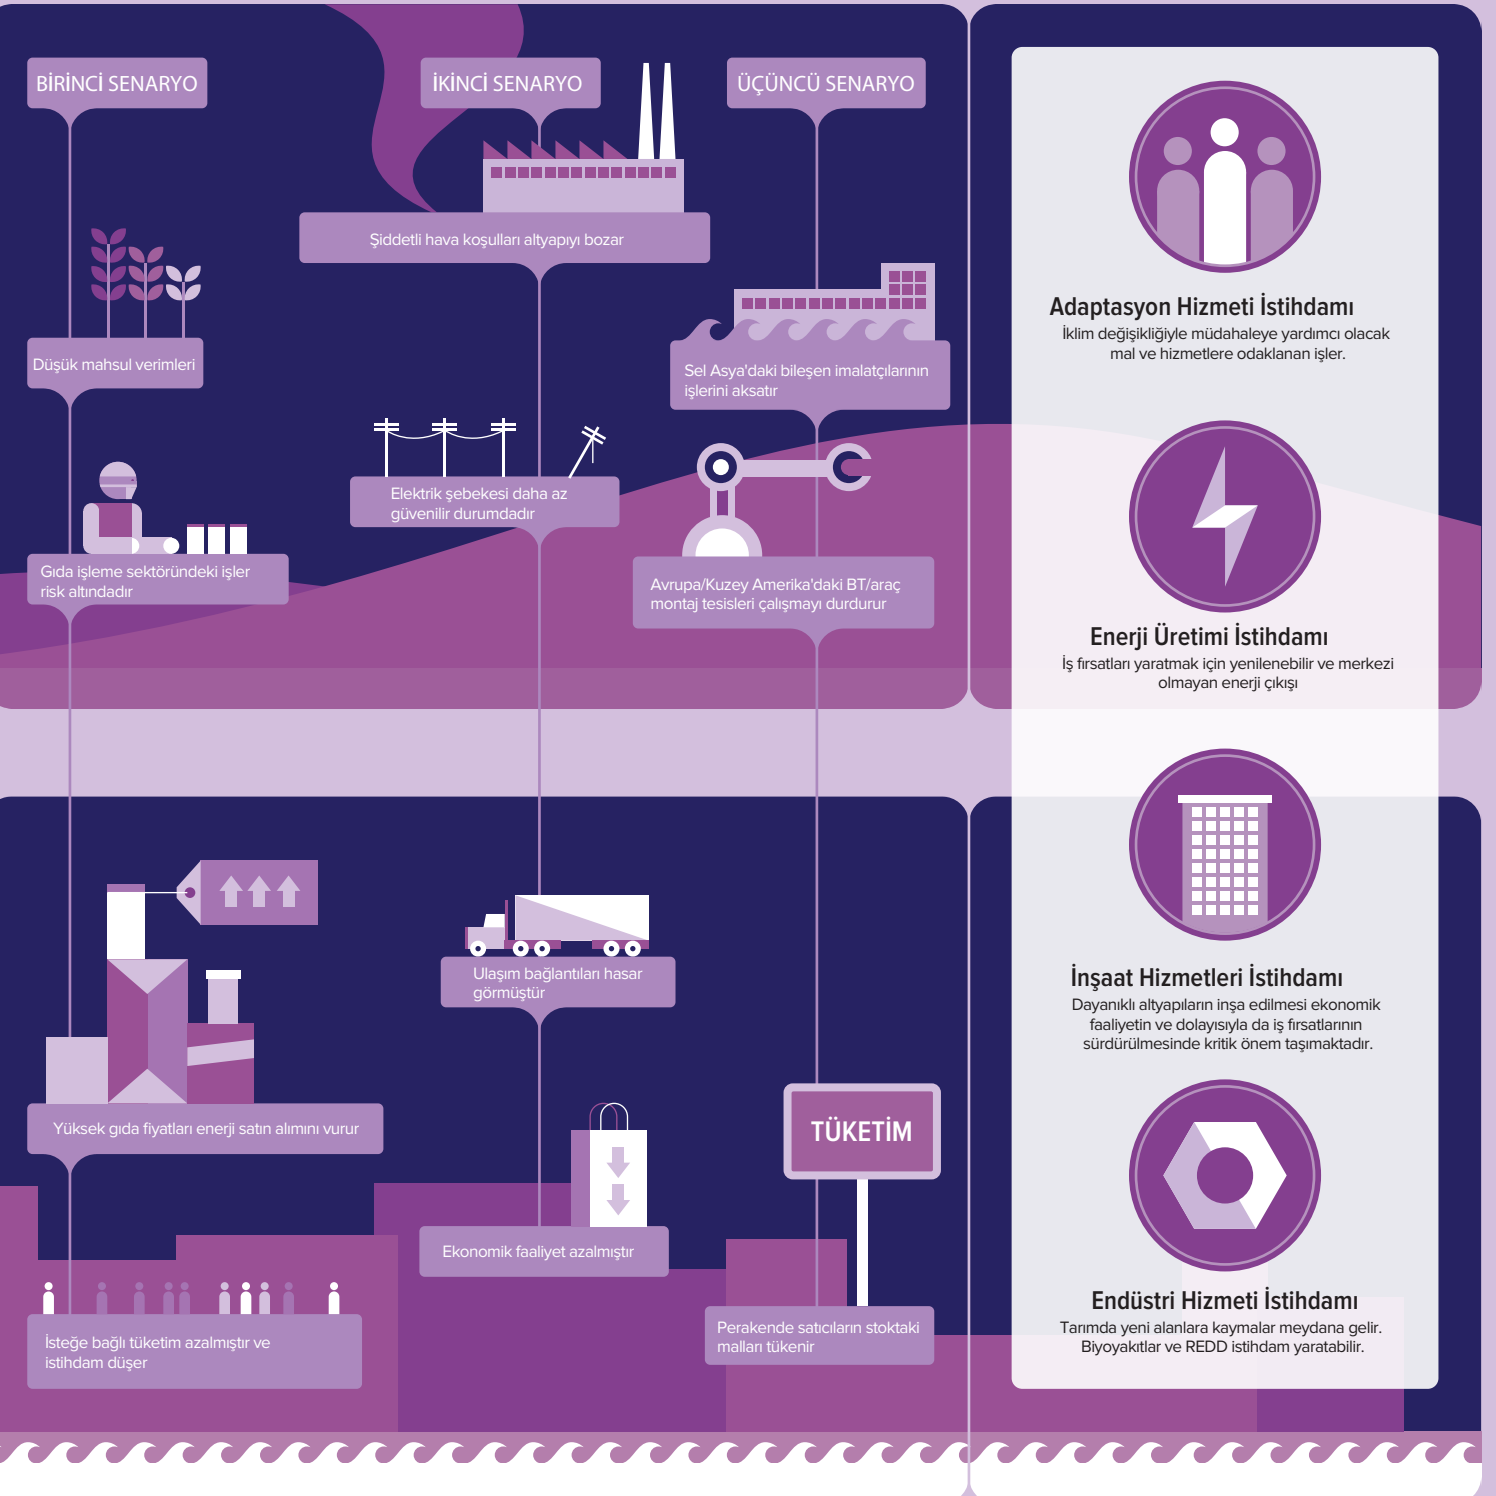 BİRİNCİ SENARYO
Düşük mahsul verimleri
Gıda işleme sektöründeki işler
risk altındadır
Yüksek gıda fiyatları enerji satın alımını vurur
İsteğe bağlı tüketim azalmıştır ve
istihdam düşer
İKİNCİ SENARYO
Şiddetli hava koşulları altyapıyı bozar
Elektrik şebekesi daha az
güvenilir durumdadır
Ulaşım bağlantıları hasar
görmüştür
Ekonomik faaliyet azalmıştır
ÜÇÜNCÜ SENARYO
Sel Asya'daki bileşen imalatçılarının
işlerini aksatır
Avrupa/Kuzey Amerika'daki BT/araç
montaj tesisleri çalışmayı durdurur
TÜKETİM
Perakende satıcıların stoktaki
malları tükenir
Adaptasyon Hizmeti İstihdamı
İklim değişikliğiyle müdahaleye yardımcı olacak
mal ve hizmetlere odaklanan işler.
Enerji Üretimi İstihdamı
İş fırsatları yaratmak için yenilenebilir ve merkezi
olmayan enerji çıkışı
İnşaat Hizmetleri İstihdamı
Dayanıklı altyapıların inşa edilmesi ekonomik
faaliyetin ve dolayısıyla da iş fırsatlarının
sürdürülmesinde kritik önem taşımaktadır.
Endüstri Hizmeti İstihdamı
Tarımda yeni alanlara kaymalar meydana gelir.
Biyoyakıtlar ve REDD istihdam yaratabilir.